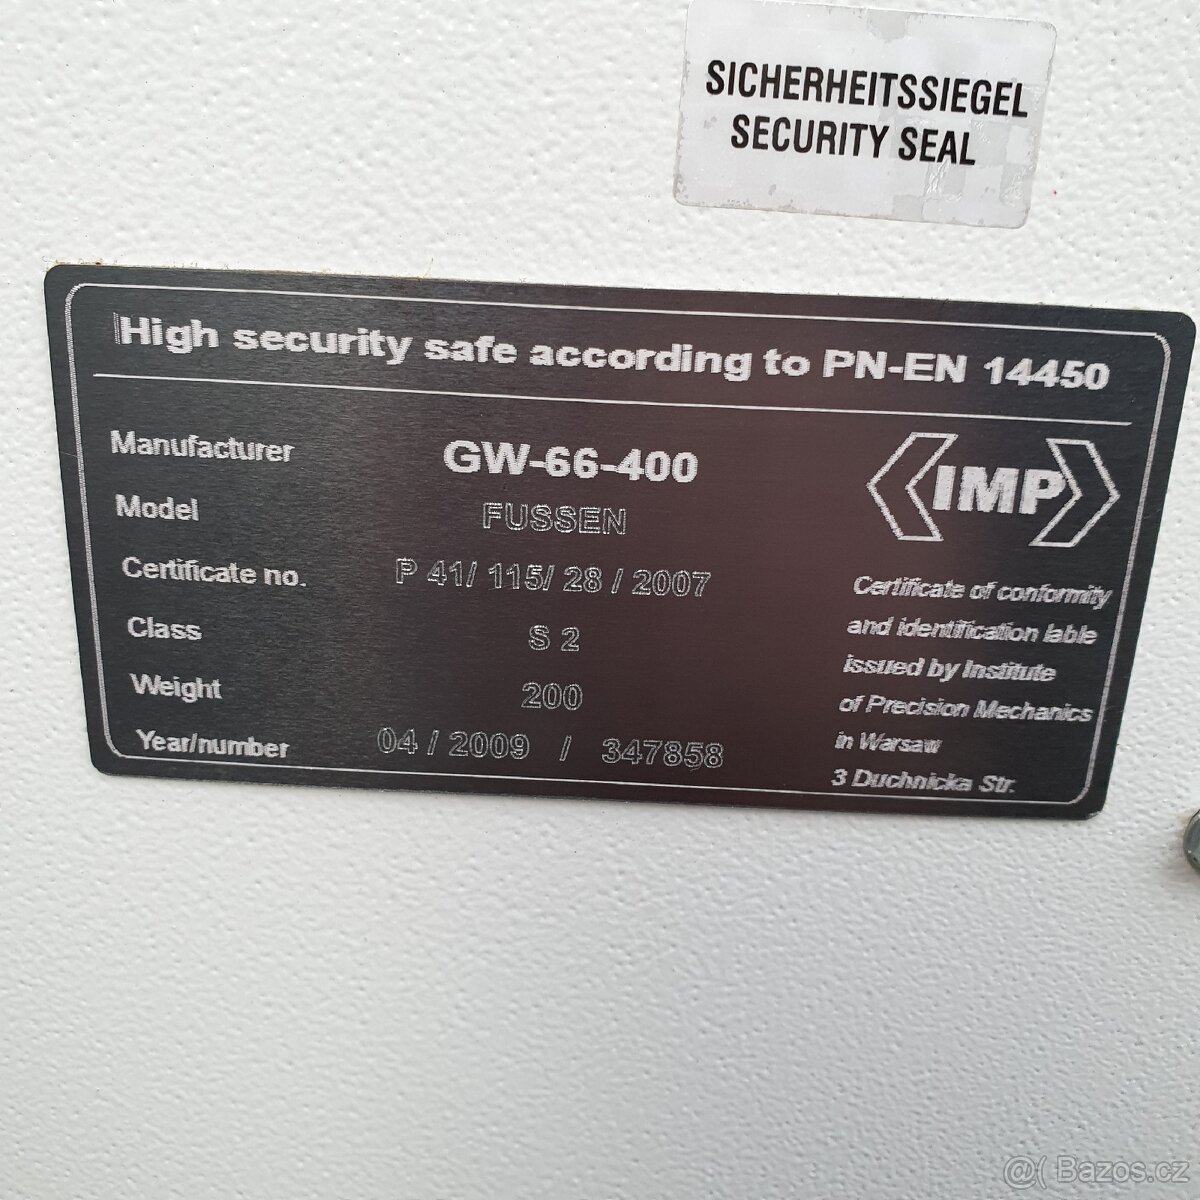 SICHERHEITSSIEGEL
SECURITY SEAL
High security safe according to PN-EN 14450
Manufacturer GW-66-400
Model FUSSEN
Certificate no. P 41/ 115/ 28 / 2007
Class S 2
Weight 200
Year/number 04 / 2009 / 347858
IMP
Certificate of conformity
and identification lable
issued by Institute
of Precision Mechanics
in Warsaw
3 Duchnicka Str.
@( Bazos.cz